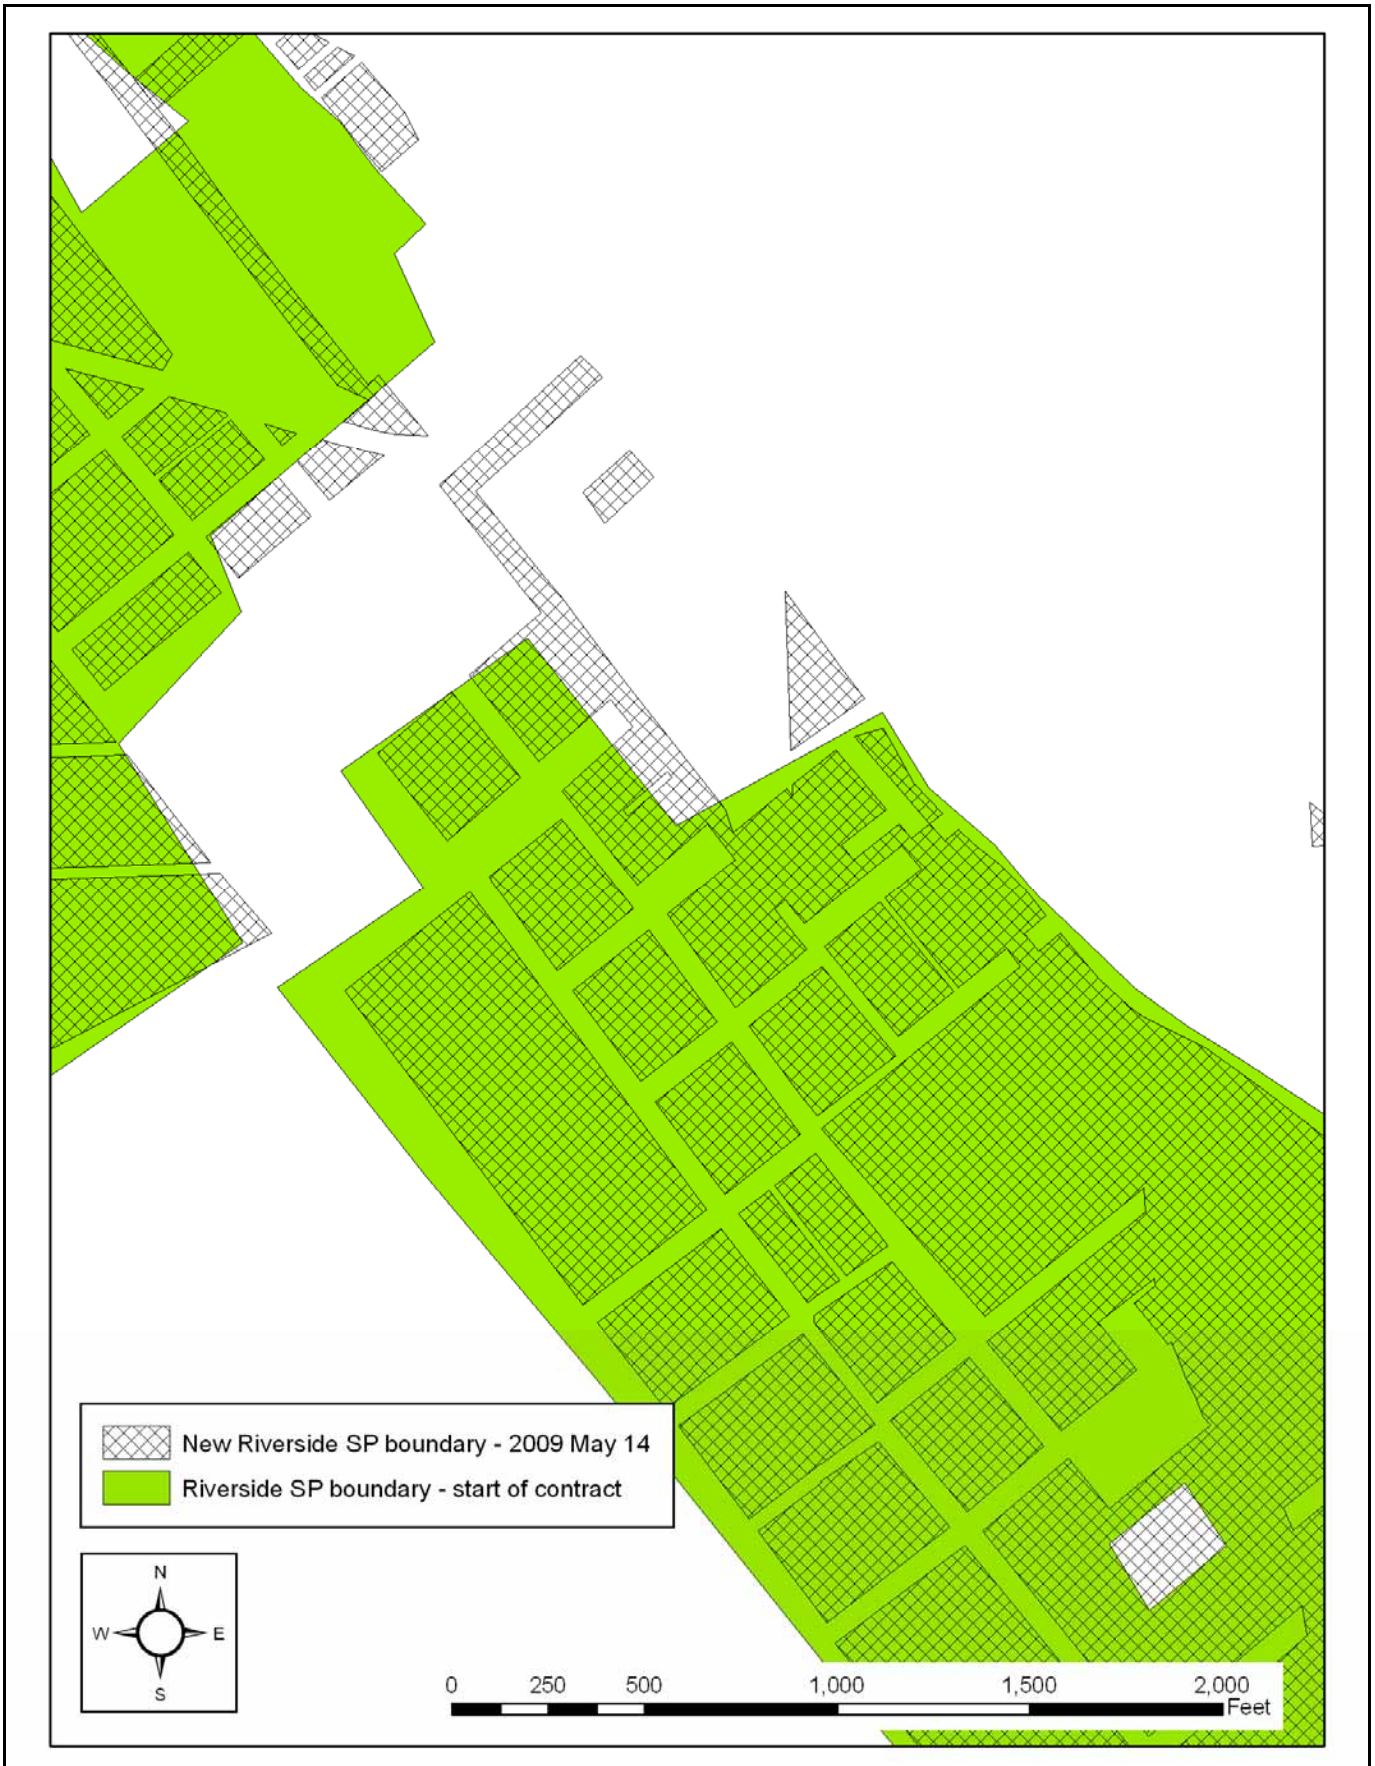 New Riverside SP boundary - 2009 May 14
Riverside SP boundary - start of contract
N
W E
S
0 250 500 1,000 1,500 2,000
Feet